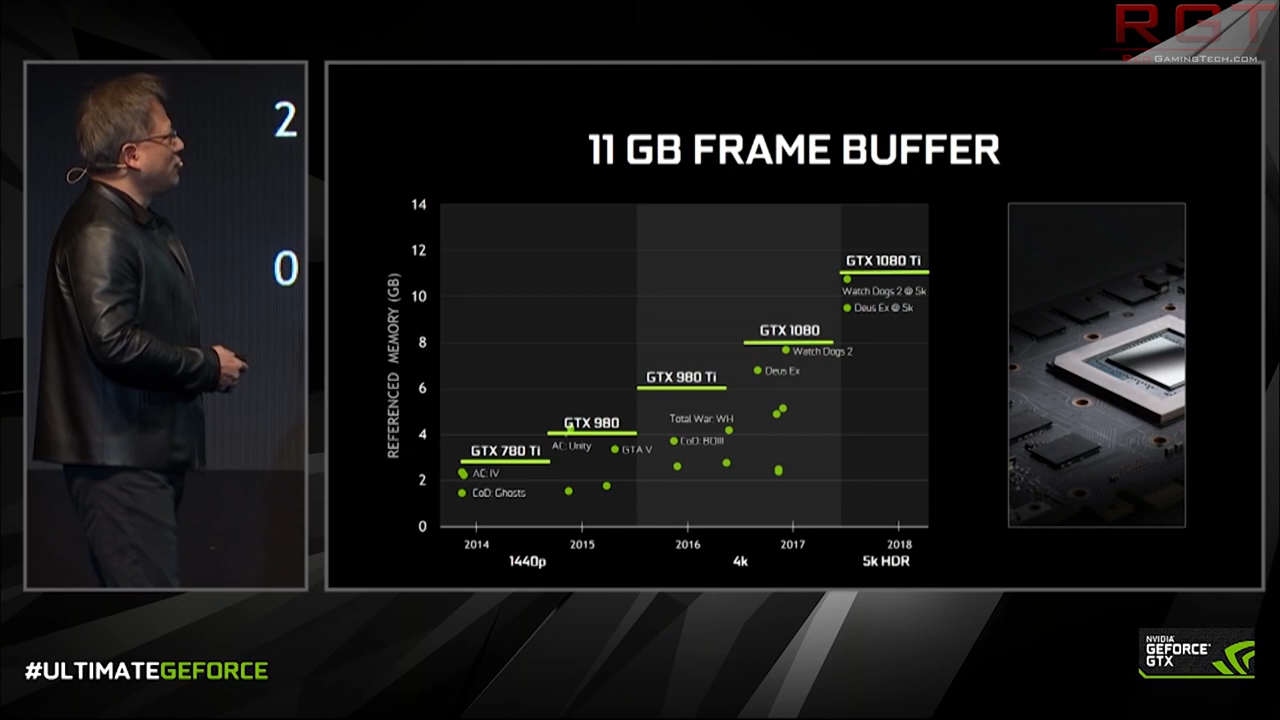 RGT
RedGamingTech.com
2
0
11 GB FRAME BUFFER
REFERENCED MEMORY (GB)
14
12
10
8
6
4
2
0
GTX 1080 Ti
Watch Dogs 2 @ 5k
Deus Ex @ 5k
GTX 1080
Watch Dogs 2
Deus Ex
GTX 980 Ti
Total War: WH
CoD: BOIII
GTX 980
AC: Unity
GTA V
GTX 780 Ti
AC: IV
CoD: Ghosts
2014 2015 2016 2017 2018
1440p 4k 5k HDR
#ULTIMATEGEFORCE
NVIDIA
GEFORCE
GTX